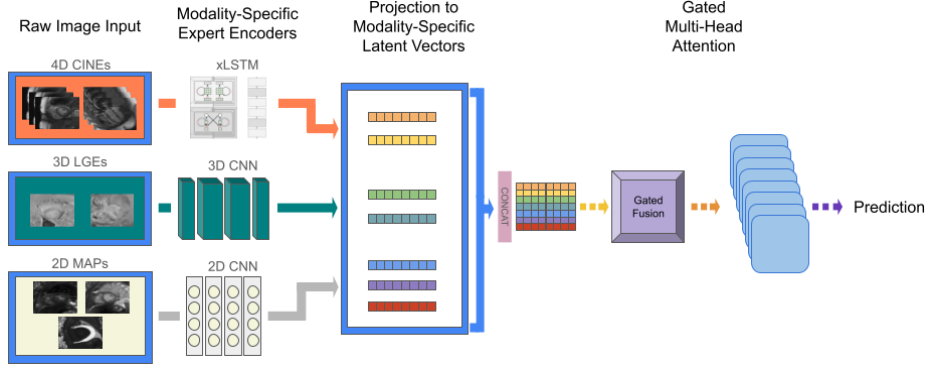 Raw Image Input
Modality-Specific
Expert Encoders
Projection to
Modality-Specific
Latent Vectors
Gated
Multi-Head
Attention
4D CINEs
xLSTM
3D LGEs
3D CNN
2D MAPs
2D CNN
CONCAT
Gated
Fusion
Prediction